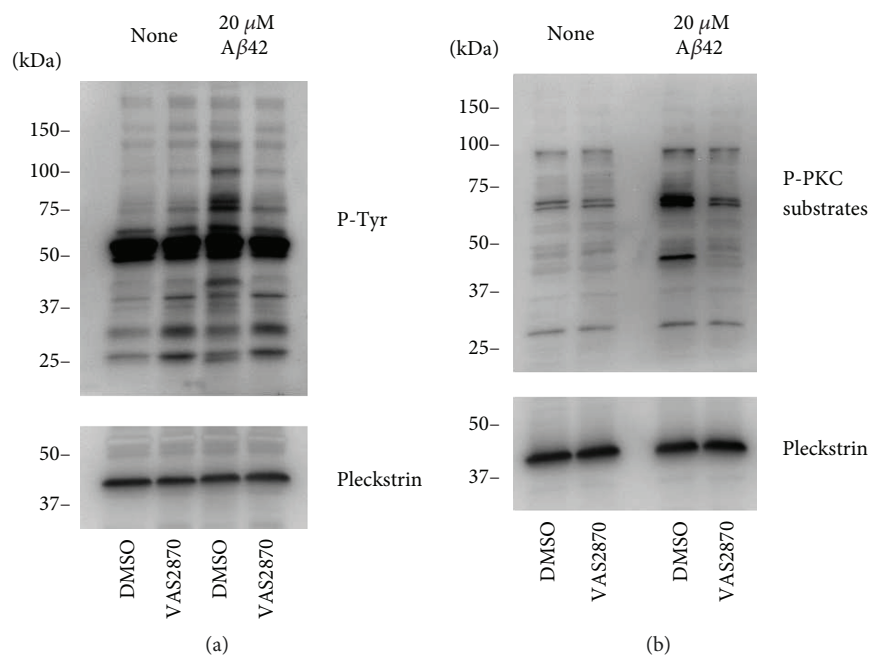 None
20 μM
Aβ42
(kDa)
150–
100–
75–
50–
37–
25–
P-Tyr
50–
37–
Pleckstrin
DMSO
VAS2870
DMSO
VAS2870
(a)
None
20 μM
Aβ42
(kDa)
150–
100–
75–
50–
37–
25–
P-PKC
substrates
50–
37–
Pleckstrin
DMSO
VAS2870
DMSO
VAS2870
(b)